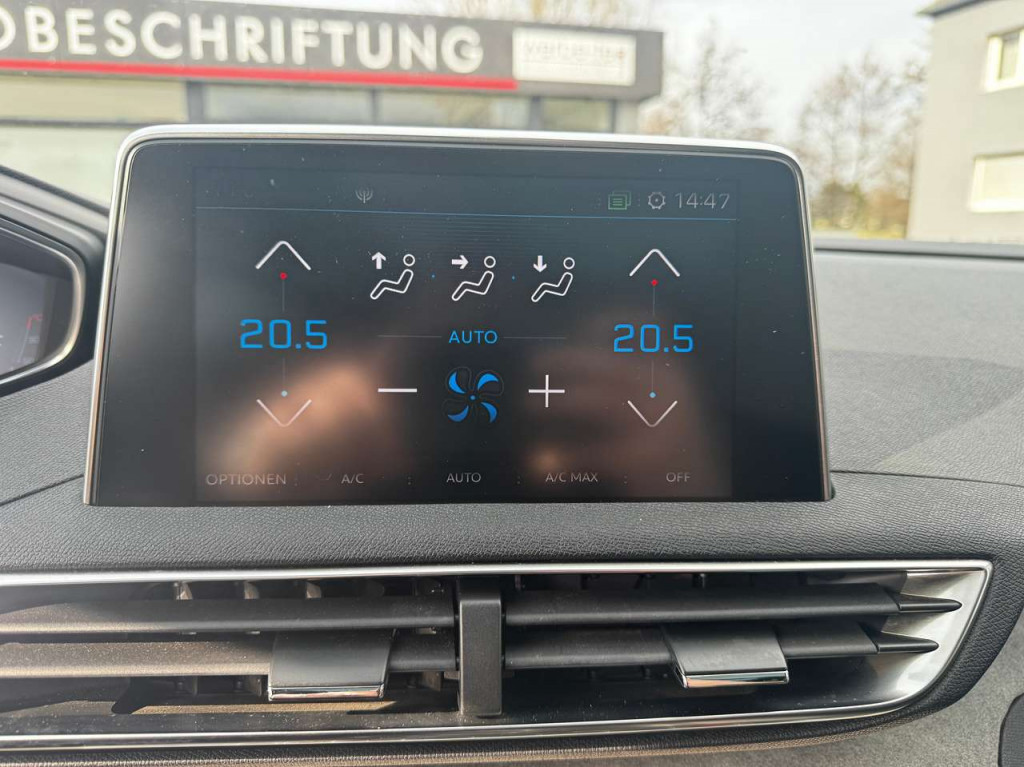 OBESCHRIFTUNG
14:47
20.5
AUTO
20.5
OPTIONEN A/C AUTO A/C MAX OFF